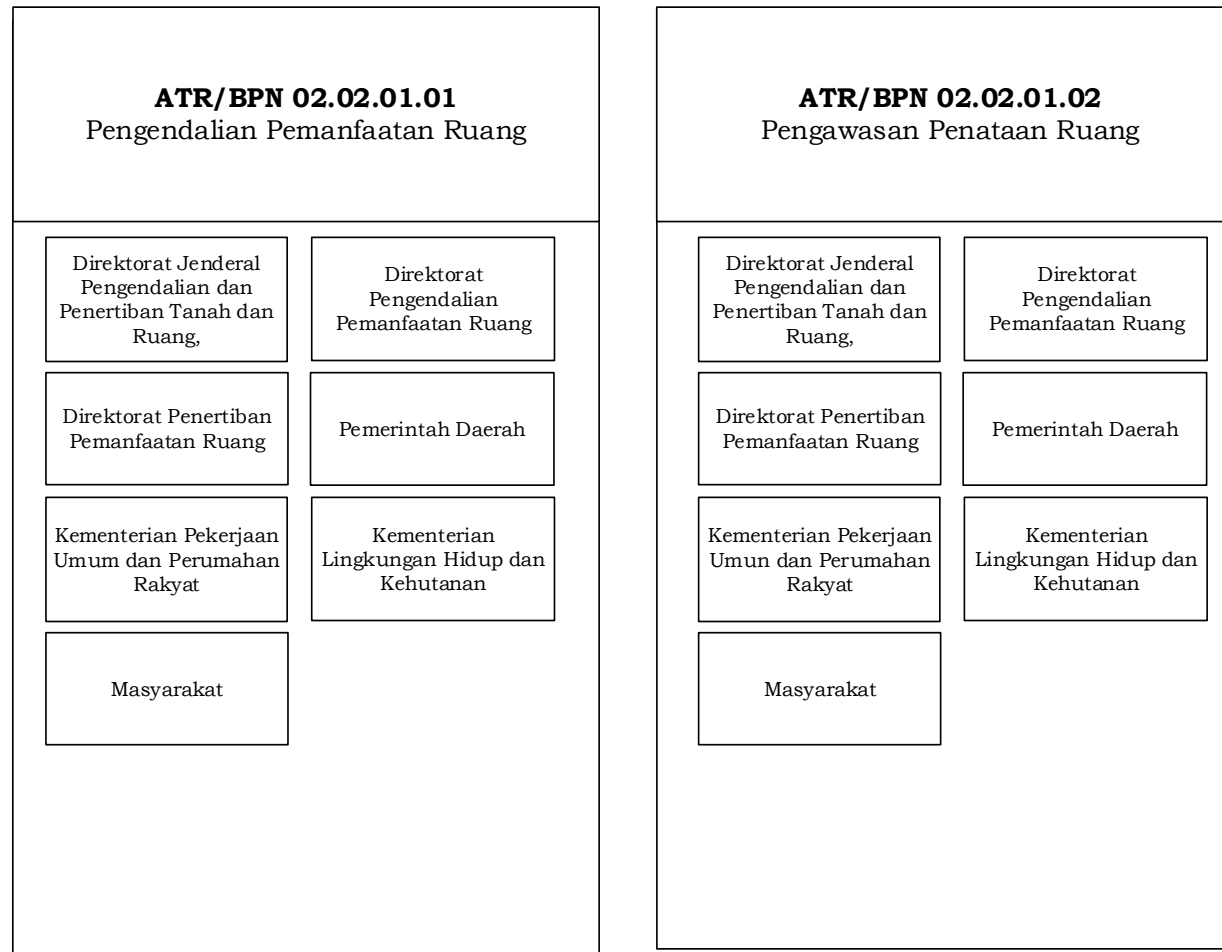 ATR/BPN 02.02.01.01
Pengendalian Pemanfaatan Ruang
Direktorat Jenderal
Pengendalian dan
Penertiban Tanah dan
Ruang,
Direktorat
Pengendalian
Pemanfaatan Ruang
Direktorat Penertiban
Pemanfaatan Ruang
Pemerintah Daerah
Kementerian Pekerjaan
Umum dan Perumahan
Rakyat
Kementerian
Lingkungan Hidup dan
Kehutanan
Masyarakat
ATR/BPN 02.02.01.02
Pengawasan Penataan Ruang
Direktorat Jenderal
Pengendalian dan
Penertiban Tanah dan
Ruang,
Direktorat
Pengendalian
Pemanfaatan Ruang
Direktorat Penertiban
Pemanfaatan Ruang
Pemerintah Daerah
Kementerian Pekerjaan
Umun dan Perumahan
Rakyat
Kementerian
Lingkungan Hidup dan
Kehutanan
Masyarakat